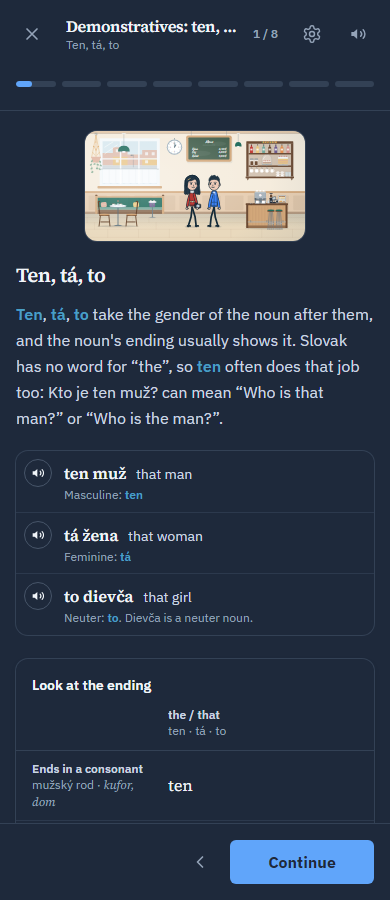 Demonstratives: ten, ...
Ten, tá, to
1 / 8
Ten, tá, to
Ten, tá, to take the gender of the noun after them,
and the noun's ending usually shows it. Slovak
has no word for “the”, so ten often does that job
too: Kto je ten muž? can mean “Who is that
man?” or “Who is the man?”.
ten muž that man
Masculine: ten
tá žena that woman
Feminine: tá
to dievča that girl
Neuter: to. Dievča is a neuter noun.
Look at the ending
the / that
ten · tá · to
Ends in a consonant
mužský rod · kufor,
dom
ten
Continue